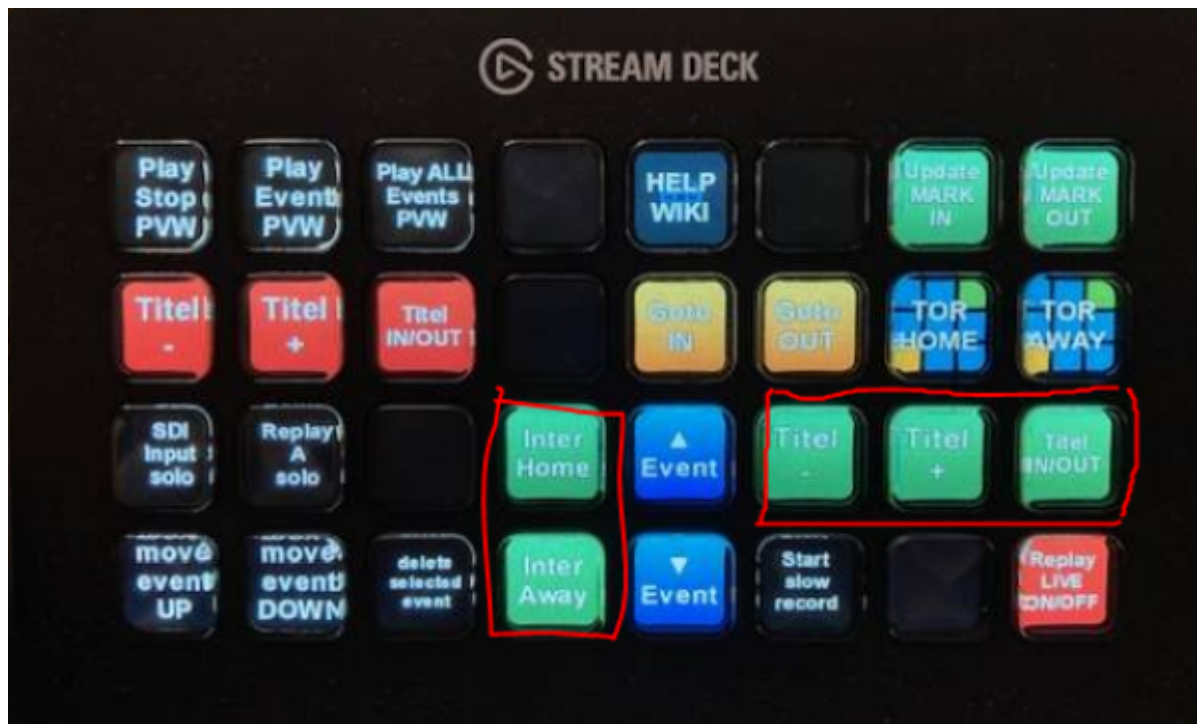 STREAM DECK
Play
Stop
PVW
Play
Event
PVW
Play ALL
Events
PVW
HELP
WIKI
Update
MARK
IN
Update
MARK
OUT
Titel
-
Titel
+
Titel
IN/OUT
Goto
IN
Goto
OUT
TOR
HOME
TOR
AWAY
SDI
Input
solo
Replay
A
solo
Inter
Home
▲
Event
Titel
-
Titel
+
Titel
IN/OUT
move
event
UP
move
event
DOWN
delete
selected
event
Inter
Away
▼
Event
Start
slow
record
Replay
LIVE
ON/OFF